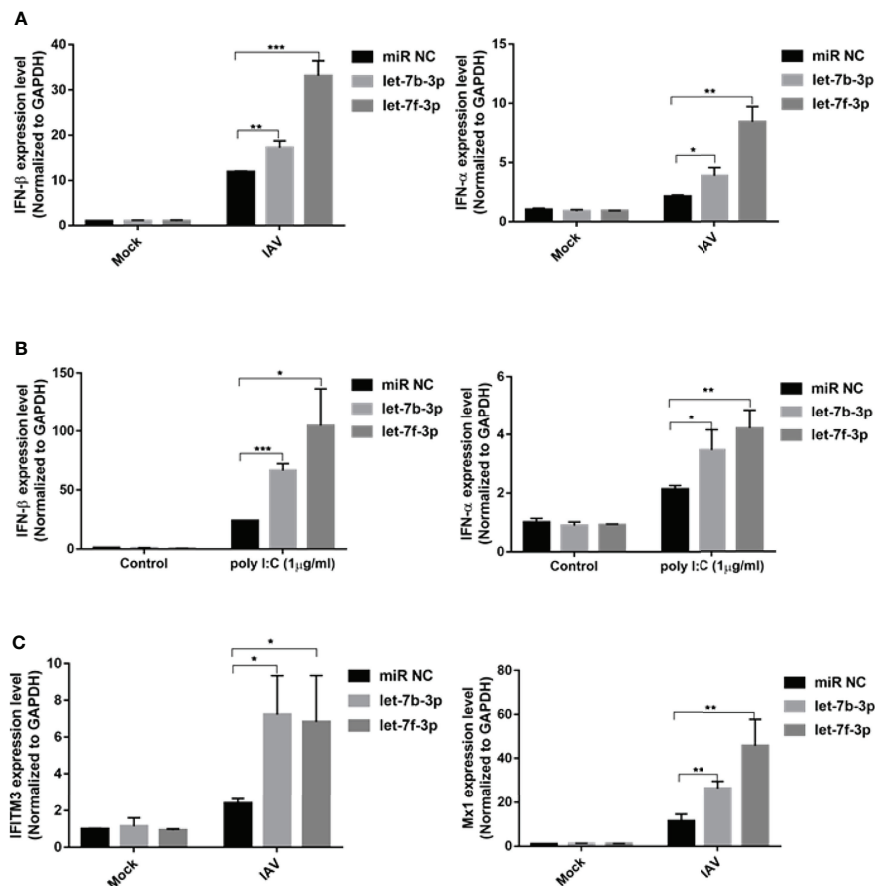 A
IFN-β expression level
(Normalized to GAPDH)
40
30
20
10
0
***
**
Mock
IAV
miR NC
let-7b-3p
let-7f-3p
IFN-α expression level
(Normalized to GAPDH)
15
10
5
0
**
*
Mock
IAV
miR NC
let-7b-3p
let-7f-3p
B
IFN-β expression level
(Normalized to GAPDH)
150
100
50
0
*
***
Control
poly I:C (1μg/ml)
miR NC
let-7b-3p
let-7f-3p
IFN-α expression level
(Normalized to GAPDH)
6
4
2
0
**
*
Control
poly I:C (1μg/ml)
miR NC
let-7b-3p
let-7f-3p
C
IFITM3 expression level
(Normalized to GAPDH)
10
8
6
4
2
0
*
*
Mock
IAV
miR NC
let-7b-3p
let-7f-3p
Mx1 expression level
(Normalized to GAPDH)
80
60
40
20
0
**
**
Mock
IAV
miR NC
let-7b-3p
let-7f-3p